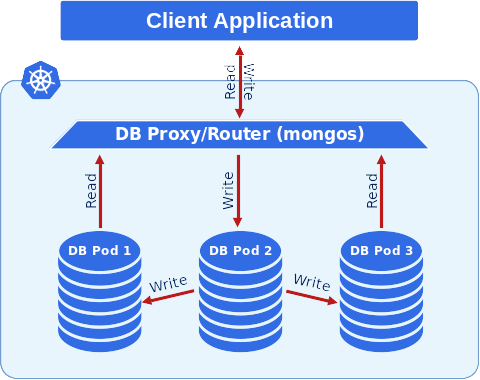 Client Application
Read
Write
DB Proxy/Router (mongos)
Read
Write
Read
DB Pod 1
DB Pod 2
DB Pod 3
Write
Write